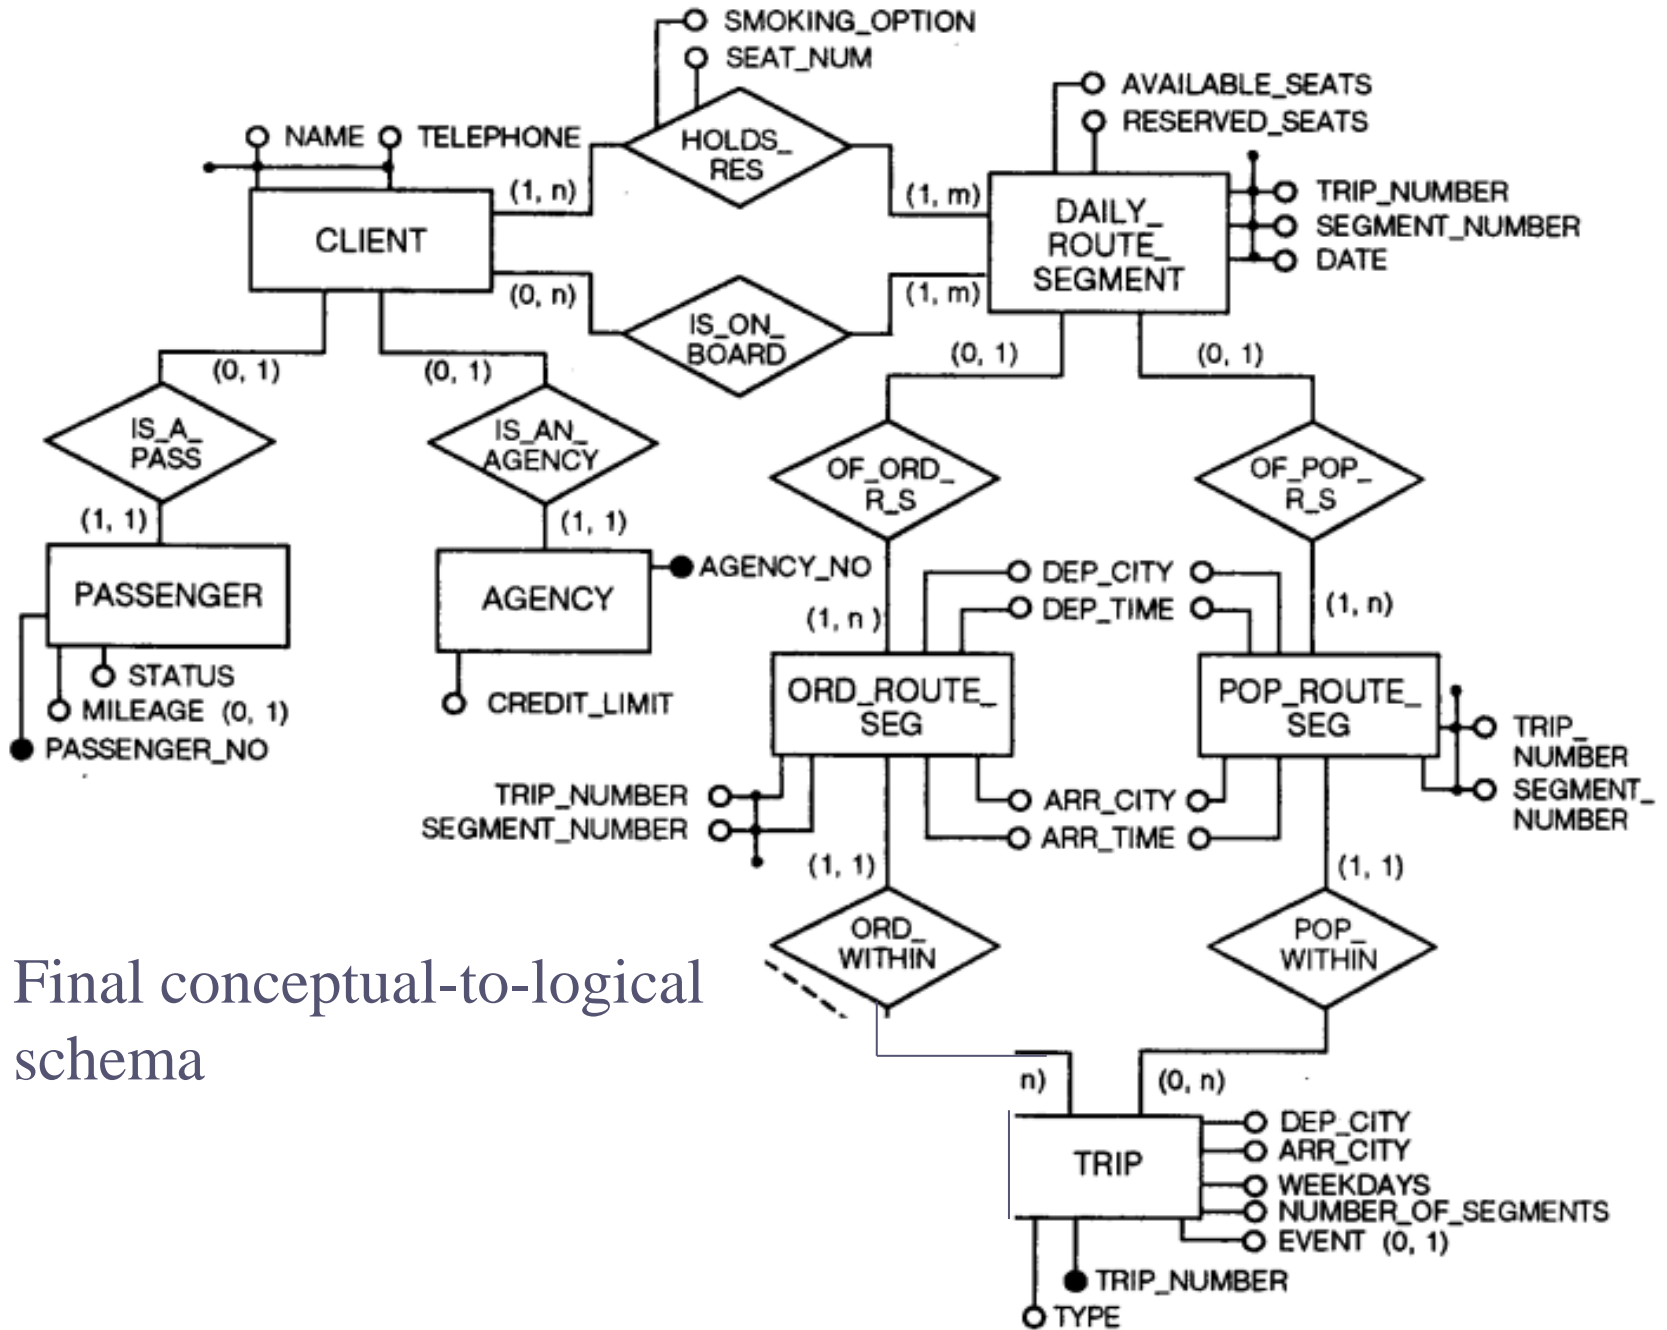 SMOKING_OPTION
SEAT_NUM
AVAILABLE_SEATS
RESERVED_SEATS
NAME
TELEPHONE
HOLDS_
RES
(1, n)
(1, m)
TRIP_NUMBER
SEGMENT_NUMBER
DATE
CLIENT
DAILY_
ROUTE_
SEGMENT
(0, n)
(1, m)
IS_ON_
BOARD
(0, 1)
(0, 1)
(0, 1)
(0, 1)
IS_A_
PASS
IS_AN_
AGENCY
OF_ORD_
R_S
OF_POP_
R_S
(1, 1)
(1, 1)
PASSENGER
AGENCY
AGENCY_NO
DEP_CITY
DEP_TIME
(1, n)
(1, n)
STATUS
MILEAGE (0, 1)
PASSENGER_NO
CREDIT_LIMIT
ORD_ROUTE_
SEG
POP_ROUTE_
SEG
TRIP_
NUMBER
SEGMENT_
NUMBER
TRIP_NUMBER
SEGMENT_NUMBER
ARR_CITY
ARR_TIME
(1, 1)
(1, 1)
ORD_
WITHIN
POP_
WITHIN
Final conceptual-to-logical
schema
n)
(0, n)
TRIP
DEP_CITY
ARR_CITY
WEEKDAYS
NUMBER_OF_SEGMENTS
EVENT (0, 1)
TRIP_NUMBER
TYPE